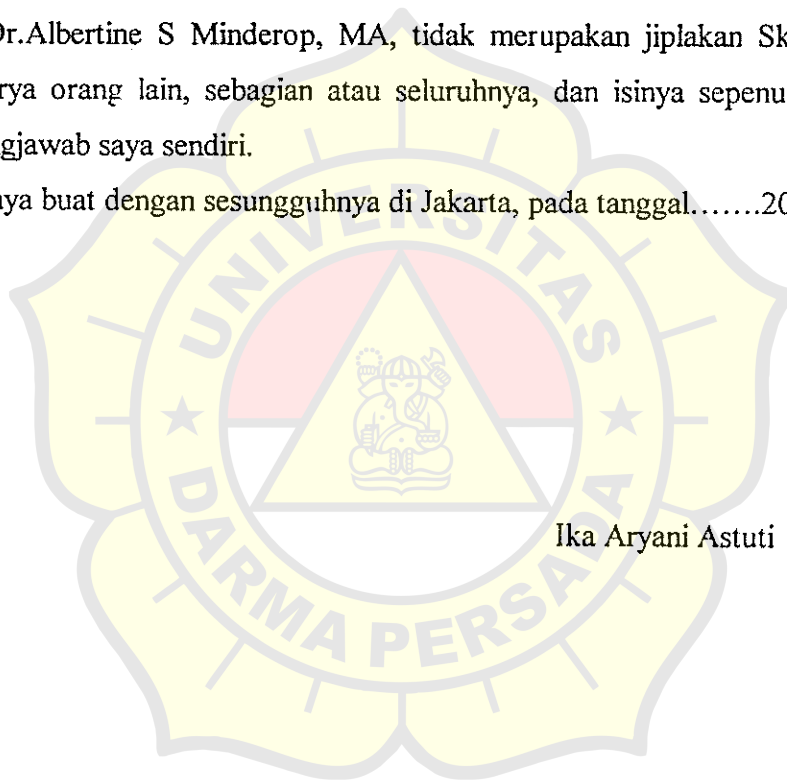 Dr.Albertine S Minderop, MA, tidak merupakan jiplakan Sk
rya orang lain, sebagian atau seluruhnya, dan isinya sepenu
gjawab saya sendiri.
aya buat dengan sesungguhnya di Jakarta, pada tanggal.......20
UNIVERSITAS
DARMA PERSADA
Ika Aryani Astuti